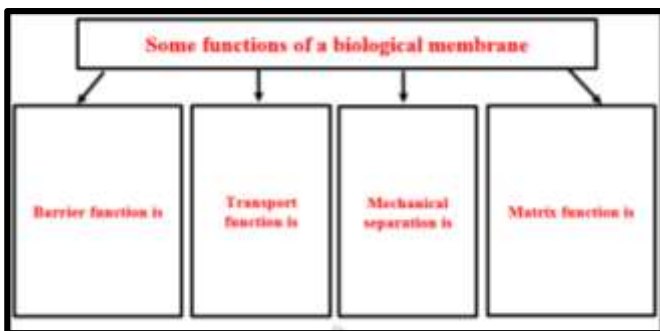 Some functions of a biological membrane
Barrier function is
Transport
function is
Mechanical
separation is
Matrix function is